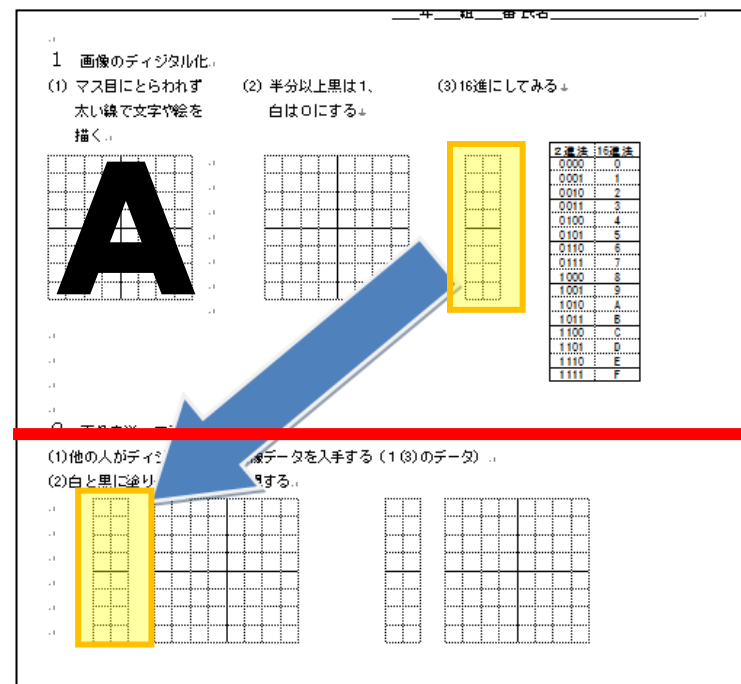 年 組 番 氏名
1 画像のディジタル化
(1) マス目にとらわれず
太い線で文字や絵を
描く
(2) 半分以上黒は1、
白は0にする
(3)16進にしてみる
A
2進法 16進法
0000 0
0001 1
0010 2
0011 3
0100 4
0101 5
0110 6
0111 7
1000 8
1001 9
1010 A
1011 B
1100 C
1101 D
1110 E
1111 F
(1)他の人がディ
データを入手する（1(3)のデータ）
(2)白と黒に塗り
する